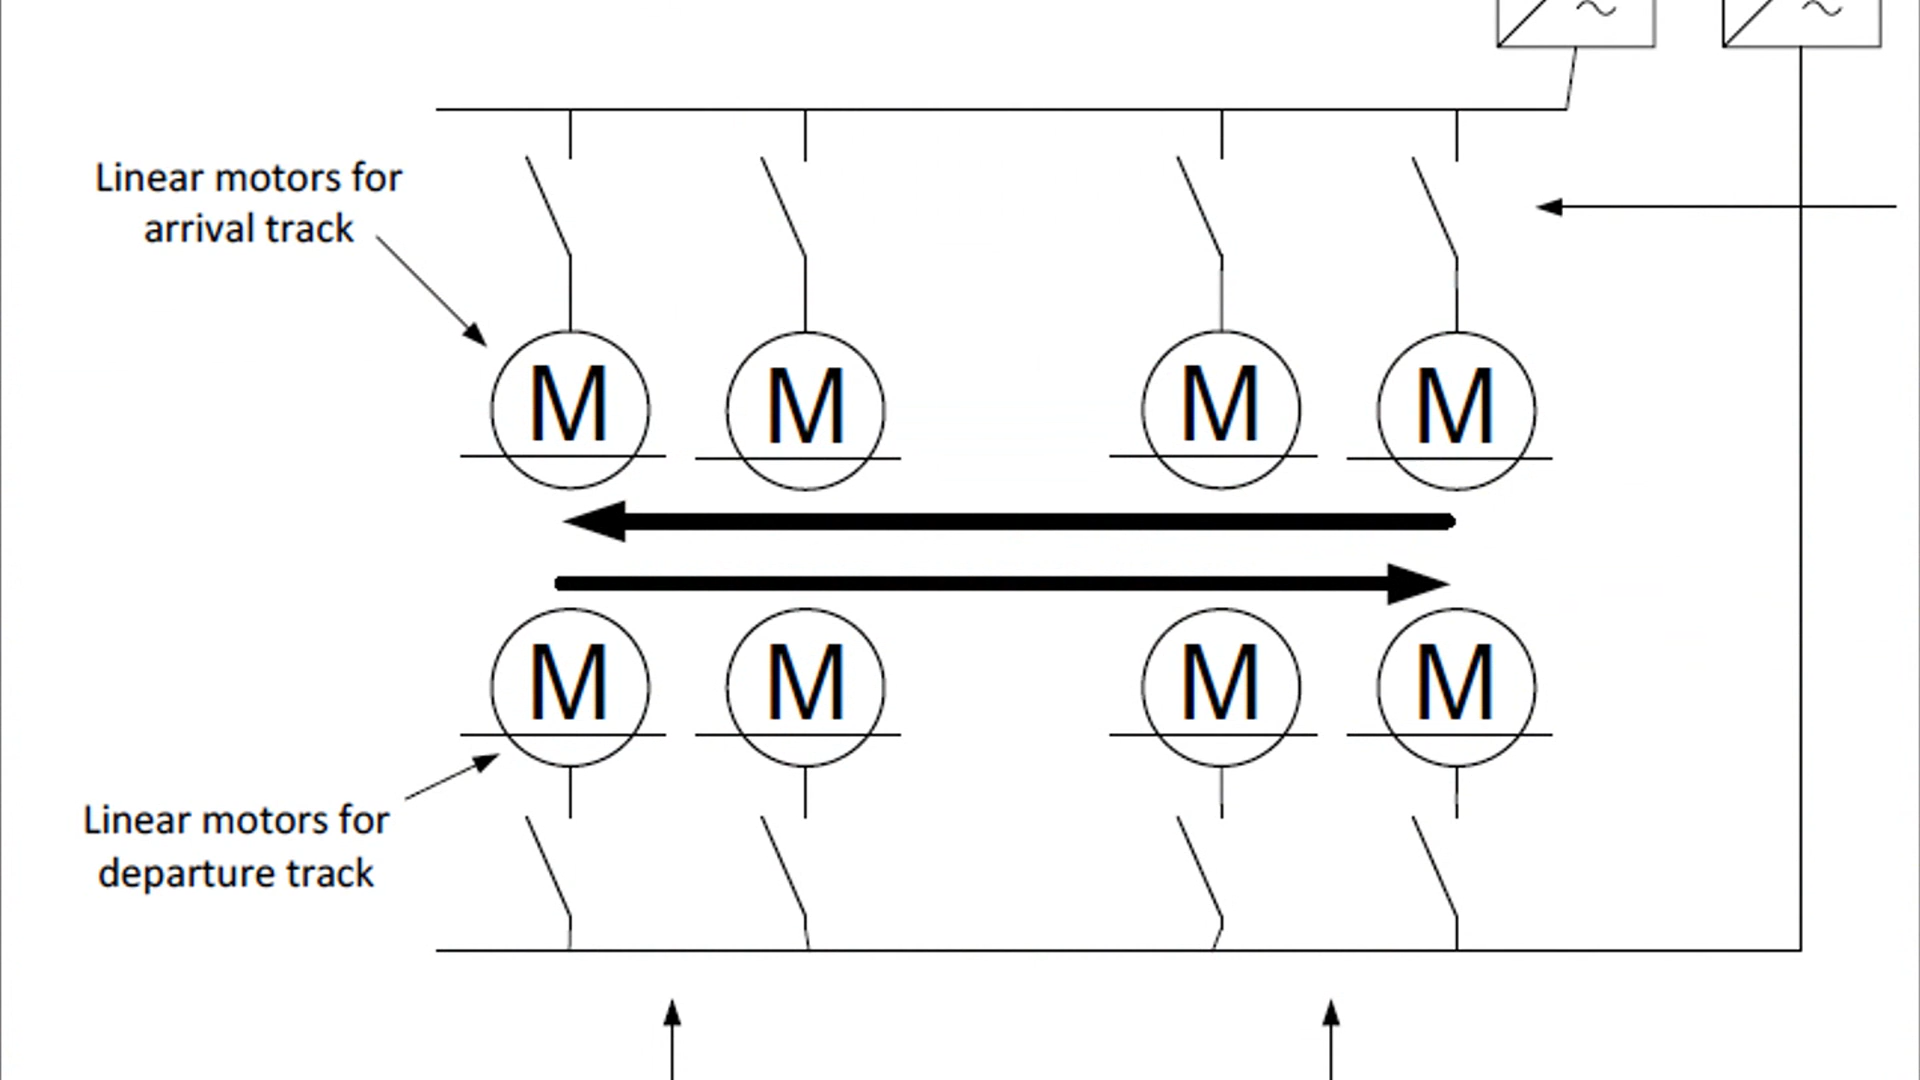 Linear motors for
arrival track
M M M M
M M M M
Linear motors for
departure track